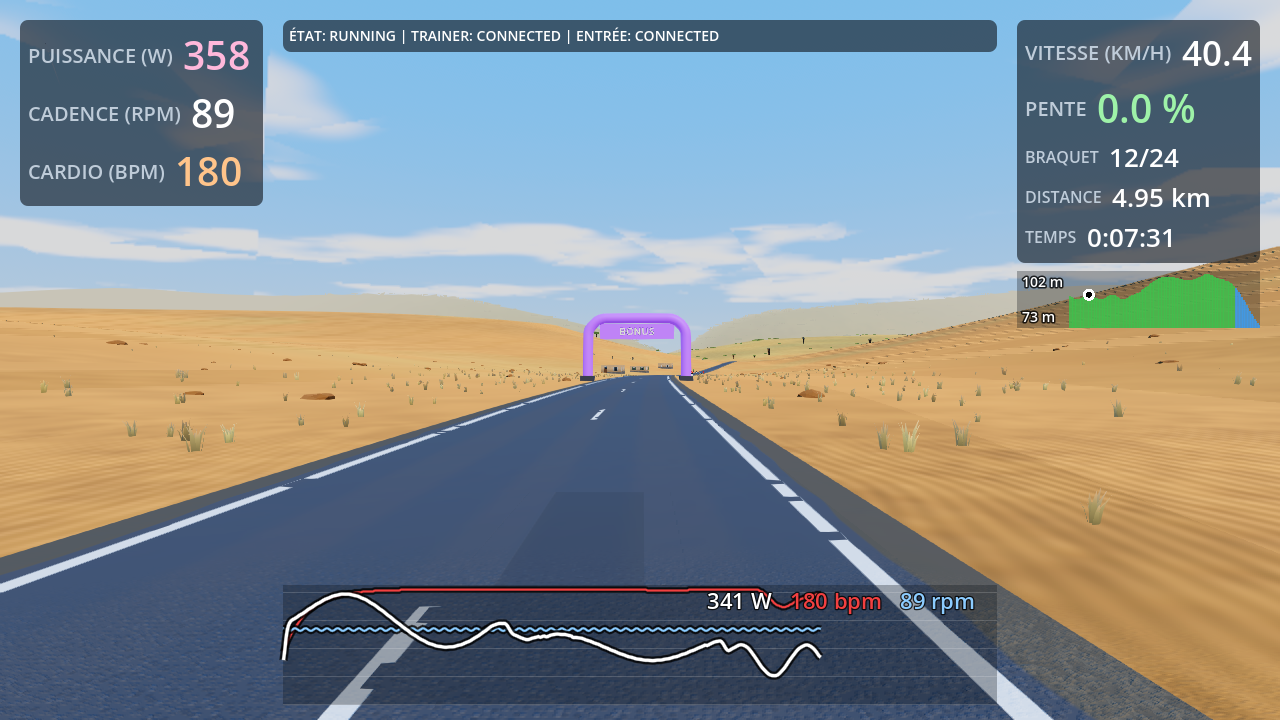 ÉTAT: RUNNING | TRAINER: CONNECTED | ENTRÉE: CONNECTED
PUISSANCE (W) 358
CADENCE (RPM) 89
CARDIO (BPM) 180
VITESSE (KM/H) 40.4
PENTE 0.0 %
BRAQUET 12/24
DISTANCE 4.95 km
TEMPS 0:07:31
102 m
73 m
BONUS
341 W 180 bpm 89 rpm